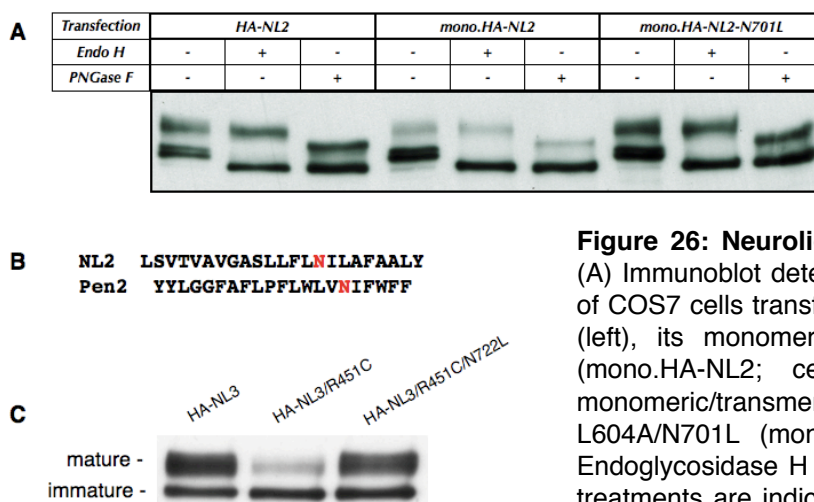 A
Transfection HA-NL2 mono.HA-NL2 mono.HA-NL2-N701L
Endo H - + - - + - - + -
PNGase F - - + - - + - - +
B
NL2 LSVTVAVGASLLFLNILAFAALY
Pen2 YYLGGFAFLPFLWLVNIFWFF
C
HA-NL3 HA-NL3/R451C HA-NL3/R451C/N722L
mature -
immature -
Figure 26: Neuroli
(A) Immunoblot dete
of COS7 cells transf
(left), its monomer
(mono.HA-NL2; ce
monomeric/transme
L604A/N701L (mon
Endoglycosidase H
treatments are indic